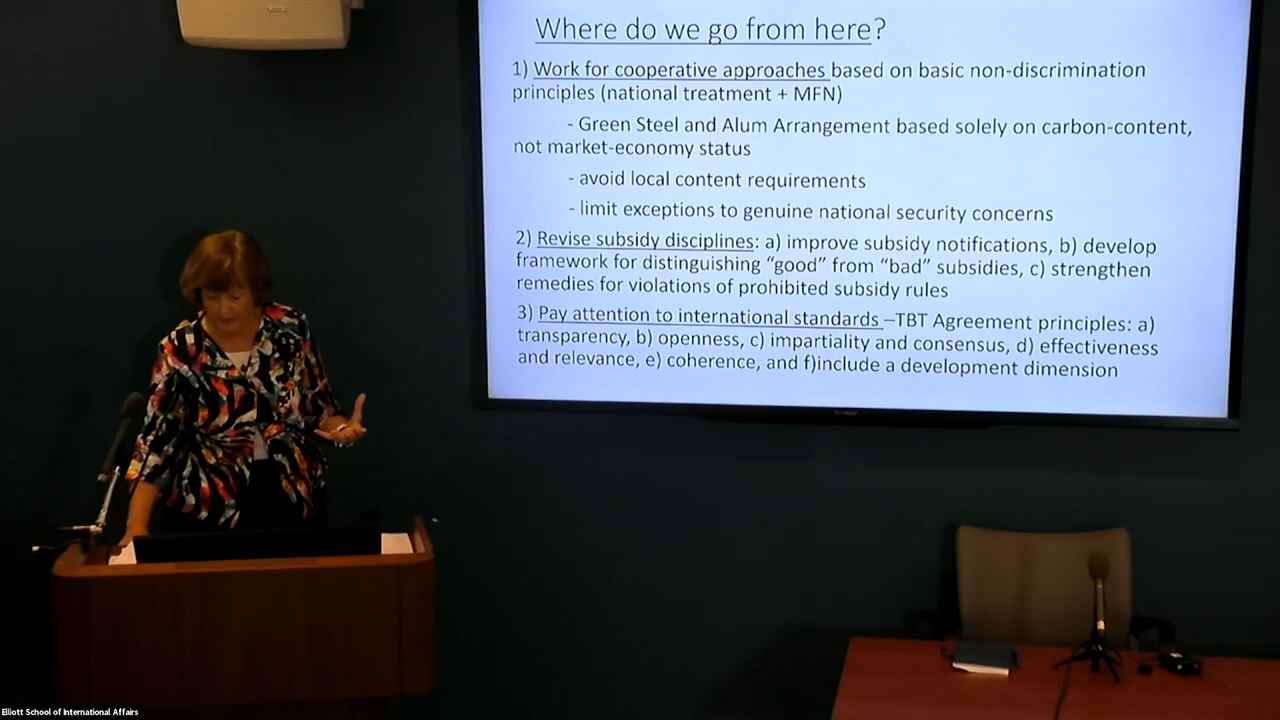 Where do we go from here?
1) Work for cooperative approaches based on basic non-discrimination
principles (national treatment + MFN)
- Green Steel and Alum Arrangement based solely on carbon-content,
not market-economy status
- avoid local content requirements
- limit exceptions to genuine national security concerns
2) Revise subsidy disciplines: a) improve subsidy notifications, b) develop
framework for distinguishing “good” from “bad” subsidies, c) strengthen
remedies for violations of prohibited subsidy rules
3) Pay attention to international standards –TBT Agreement principles: a)
transparency, b) openness, c) impartiality and consensus, d) effectiveness
and relevance, e) coherence, and f)include a development dimension
Elliott School of International Affairs